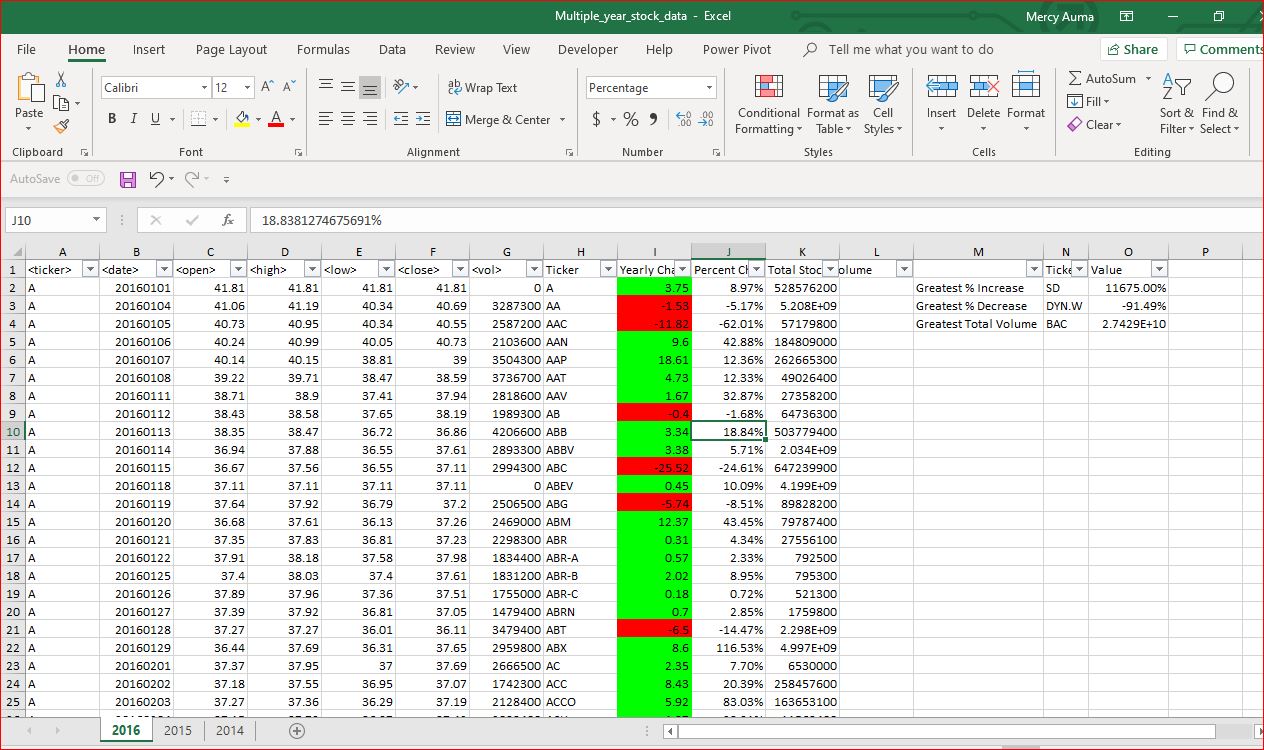 Multiple_year_stock_data - Excel Mercy Auma
File Home Insert Page Layout Formulas Data Review View Developer Help Power Pivot Tell me what you want to do Share Comments
Calibri 12 Wrap Text Percentage AutoSum
Paste B I U Merge & Center $ % Conditional Formatting Format as Table Cell Styles Insert Delete Format Fill Clear Sort & Filter Find & Select
Clipboard Font Alignment Number Styles Cells Editing
AutoSave Off
J10 fx 18.8381274675691%
A B C D E F G H I J K L M N O P
1 <ticker> <date> <open> <high> <low> <close> <vol> Ticker Yearly Cha Percent Ch Total Stoc olume Ticke Value
2 A 20160101 41.81 41.81 41.81 41.81 0 A 3.75 8.97% 528576200 Greatest % Increase SD 11675.00%
3 A 20160104 41.06 41.19 40.34 40.69 3287300 AA -1.53 -5.17% 5.208E+09 Greatest % Decrease DYN.W -91.49%
4 A 20160105 40.73 40.95 40.34 40.55 2587200 AAC -11.82 -62.01% 57179800 Greatest Total Volume BAC 2.7429E+10
5 A 20160106 40.24 40.99 40.05 40.73 2103600 AAN 9.6 42.88% 184809000
6 A 20160107 40.14 40.15 38.81 39 3504300 AAP 18.61 12.36% 262665300
7 A 20160108 39.22 39.71 38.47 38.59 3736700 AAT 4.73 12.33% 49026400
8 A 20160111 38.71 38.9 37.41 37.94 2818600 AAV 1.67 32.87% 27358200
9 A 20160112 38.43 38.58 37.65 38.19 1989300 AB -0.4 -1.68% 64736300
10 A 20160113 38.35 38.47 36.72 36.86 4206600 ABB 3.34 18.84% 503779400
11 A 20160114 36.94 37.88 36.55 37.61 2893300 ABBV 3.38 5.71% 2.034E+09
12 A 20160115 36.67 37.56 36.55 37.11 2994300 ABC -25.52 -24.61% 647239900
13 A 20160118 37.11 37.11 37.11 37.11 0 ABEV 0.45 10.09% 4.199E+09
14 A 20160119 37.64 37.92 36.79 37.2 2506500 ABG -5.74 -8.51% 89828200
15 A 20160120 36.68 37.61 36.13 37.26 2469000 ABM 12.37 43.45% 79787400
16 A 20160121 37.35 37.83 36.81 37.23 2298300 ABR 0.31 4.34% 27556100
17 A 20160122 37.91 38.18 37.58 37.98 1834400 ABR-A 0.57 2.33% 792500
18 A 20160125 37.4 38.03 37.4 37.61 1831200 ABR-B 2.02 8.95% 795300
19 A 20160126 37.89 37.96 37.36 37.51 1755000 ABR-C 0.18 0.72% 521300
20 A 20160127 37.39 37.92 36.81 37.05 1479400 ABRN 0.7 2.85% 1759800
21 A 20160128 37.27 37.27 36.01 36.11 3479400 ABT -6.5 -14.47% 2.298E+09
22 A 20160129 36.44 37.69 36.31 37.65 2959800 ABX 8.6 116.53% 4.997E+09
23 A 20160201 37.37 37.95 37 37.69 2666500 AC 2.35 7.70% 6530000
24 A 20160202 37.18 37.55 36.95 37.07 1742300 ACC 8.43 20.39% 258457600
25 A 20160203 37.27 37.36 36.29 37.19 2128400 ACCO 5.92 83.03% 163653100
2016 2015 2014